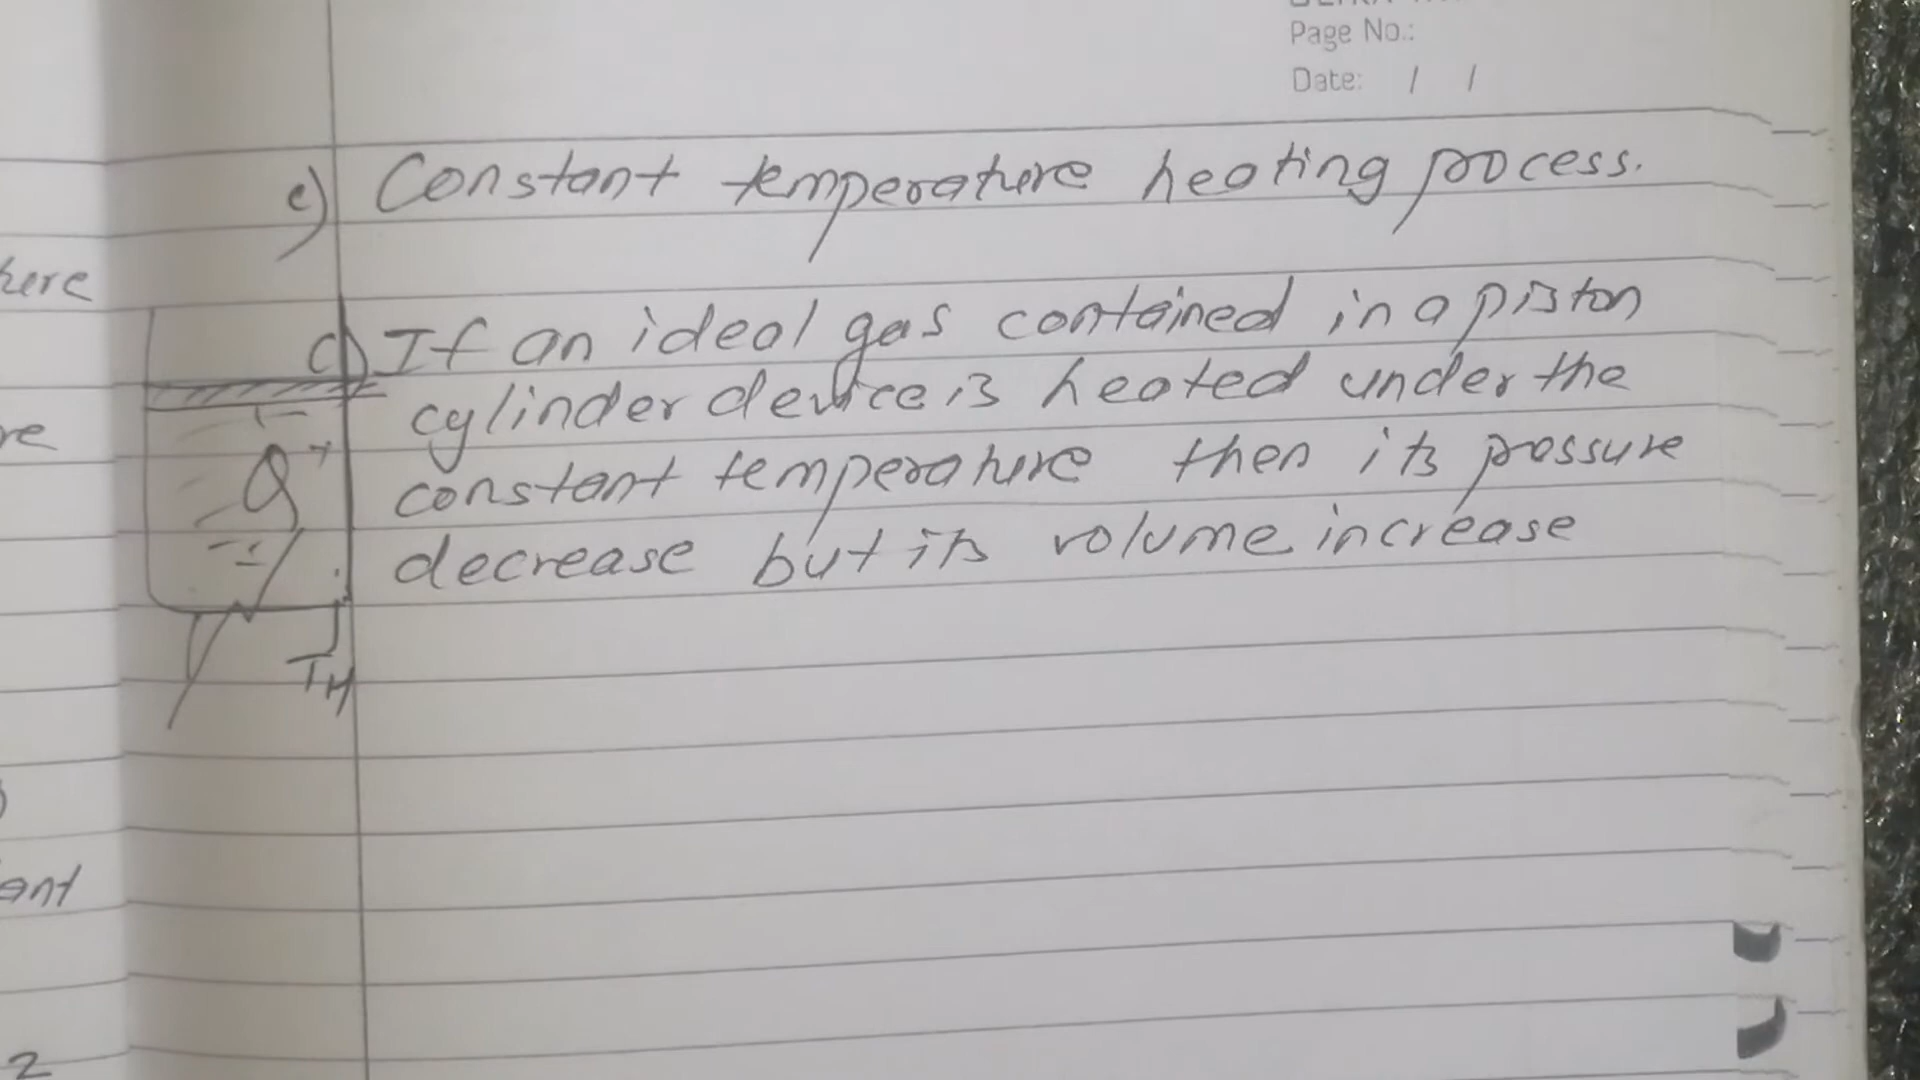 Page No.:
Date: / /
c) Constant temperature heating process.
c) If an ideal gas contained in a piston
cylinder device is heated under the
constant temperature then its pressure
decrease but its volume increase
Q
TH
here
re
ant
2